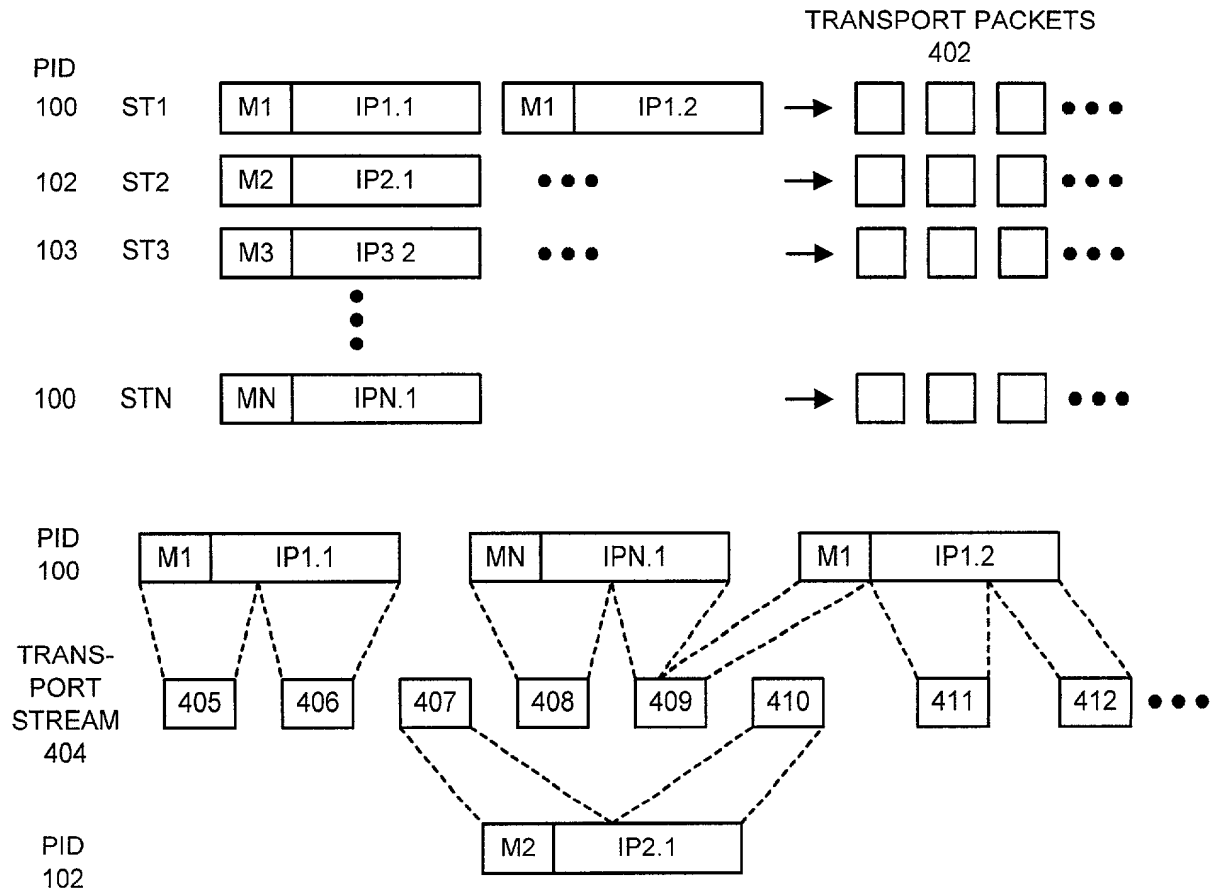 TRANSPORT PACKETS
402
PID
100 ST1 M1 IP1.1 M1 IP1.2
102 ST2 M2 IP2.1
103 ST3 M3 IP3 2
100 STN MN IPN.1
PID
100
M1 IP1.1 MN IPN.1 M1 IP1.2
TRANS-
PORT
STREAM
404
405 406 407 408 409 410 411 412
M2 IP2.1
PID
102